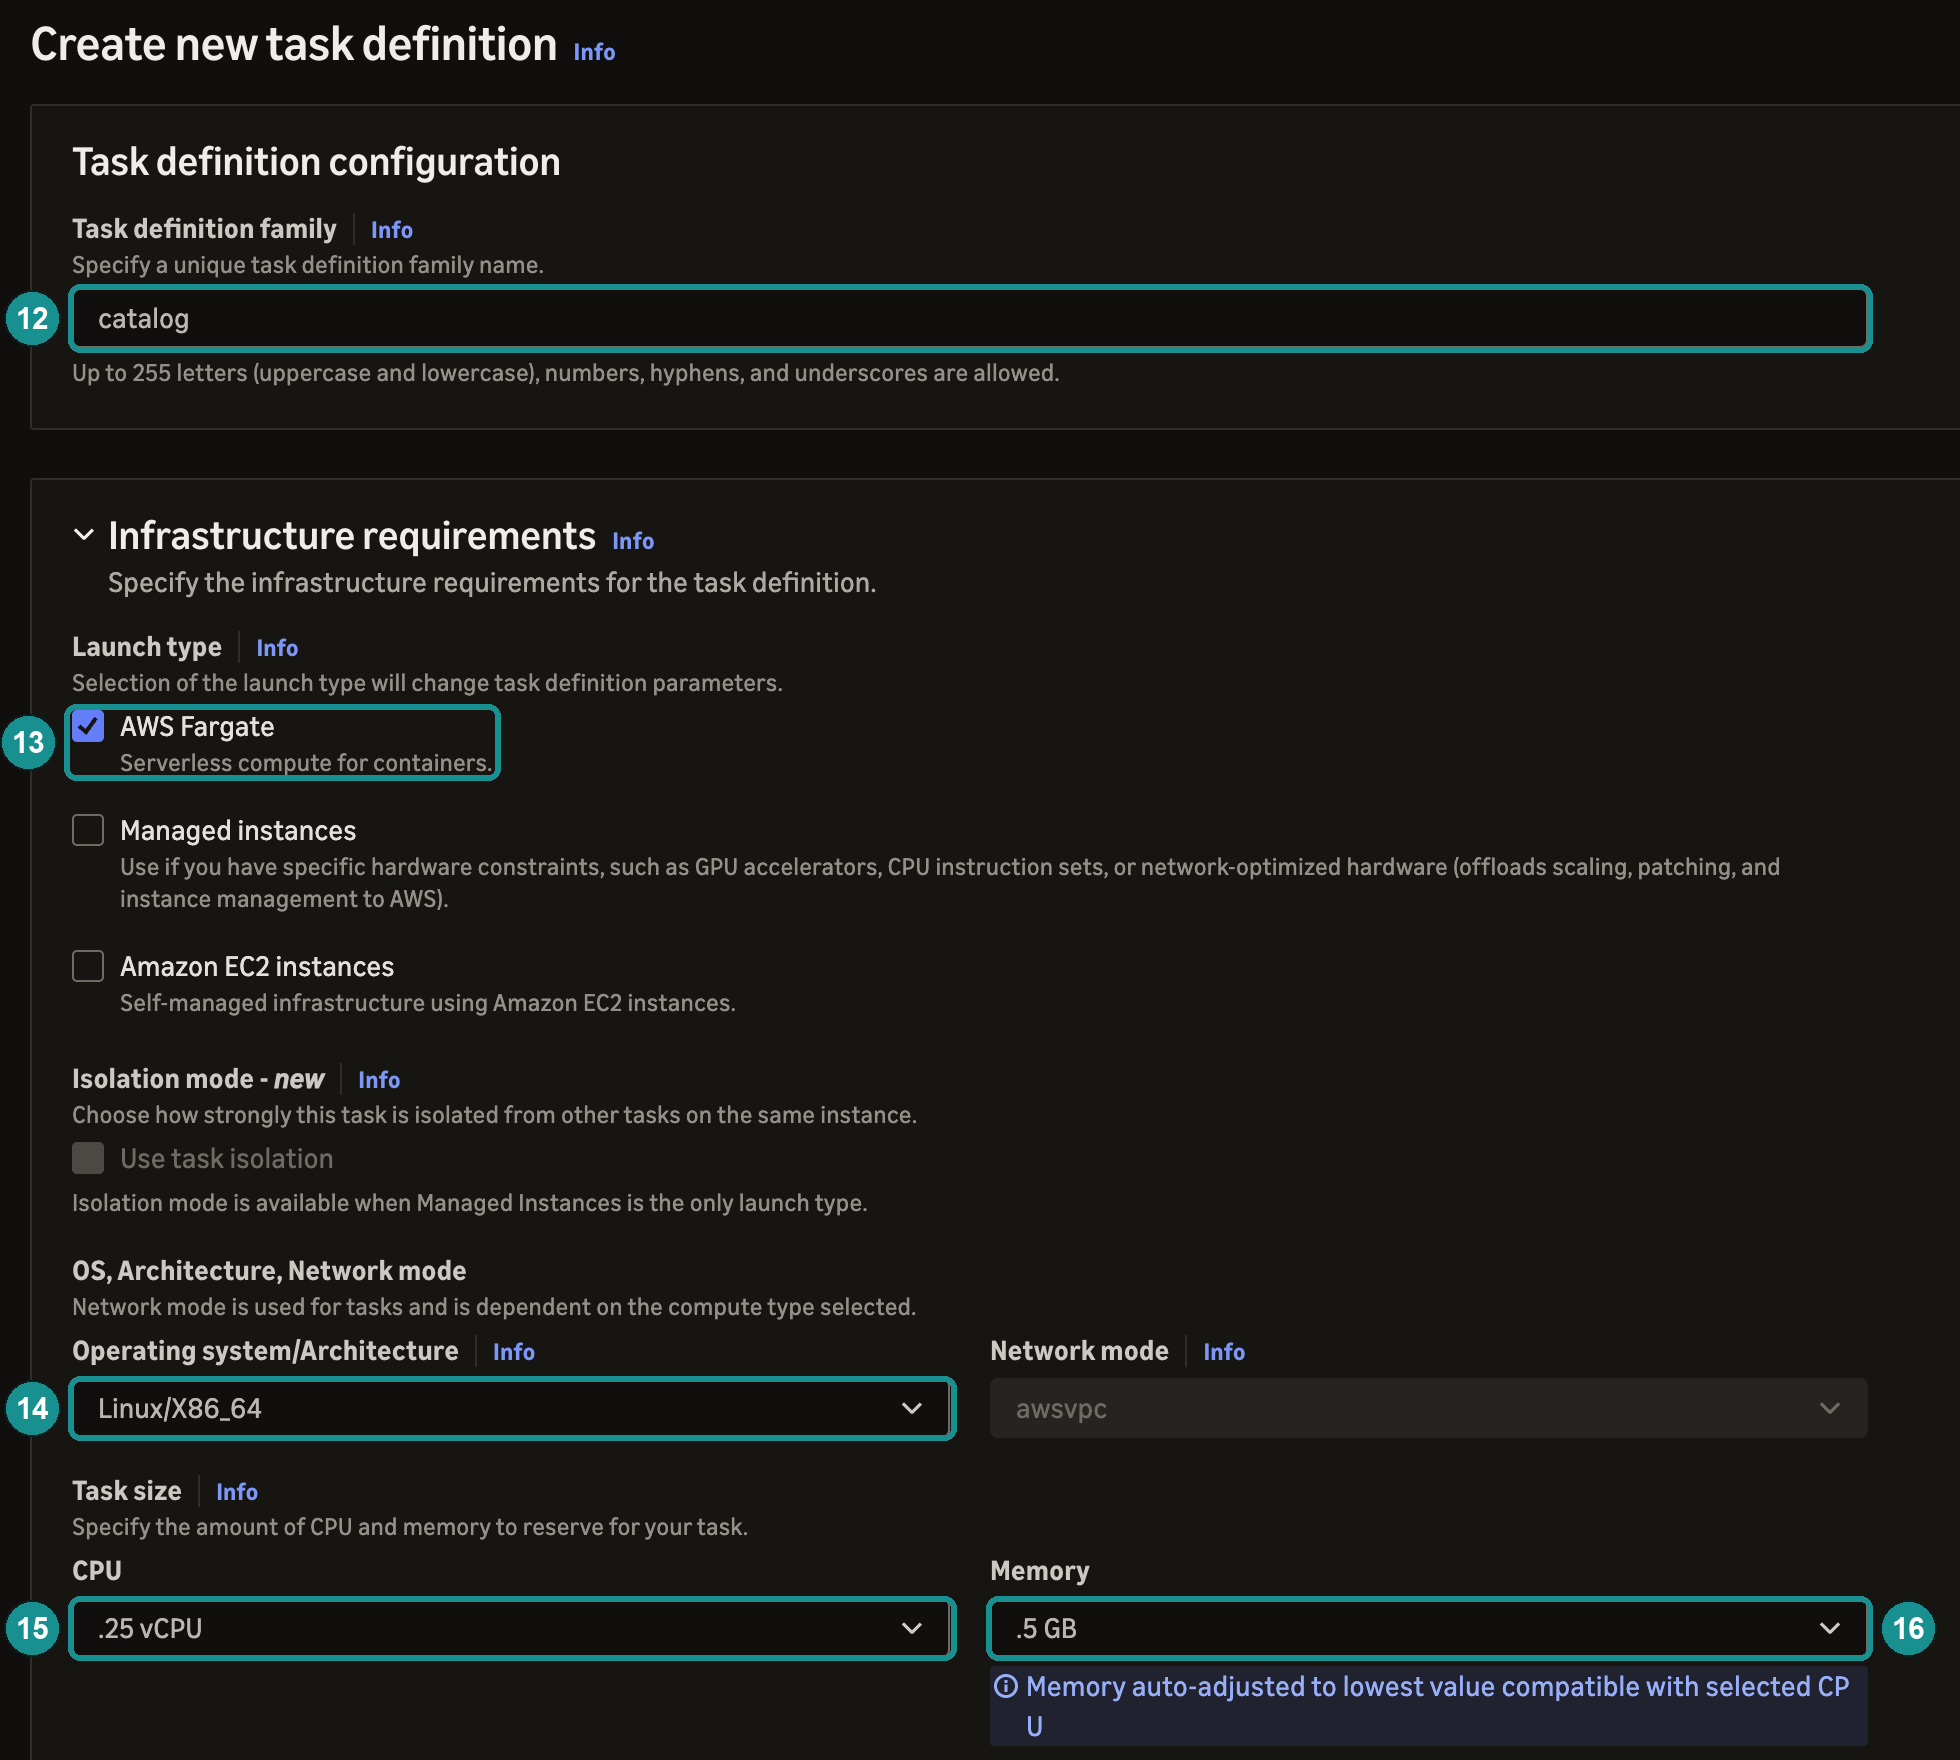 Create new task definition Info
Task definition configuration
Task definition family Info
Specify a unique task definition family name.
12 catalog
Up to 255 letters (uppercase and lowercase), numbers, hyphens, and underscores are allowed.
Infrastructure requirements Info
Specify the infrastructure requirements for the task definition.
Launch type Info
Selection of the launch type will change task definition parameters.
13 AWS Fargate
Serverless compute for containers.
Managed instances
Use if you have specific hardware constraints, such as GPU accelerators, CPU instruction sets, or network-optimized hardware (offloads scaling, patching, and
instance management to AWS).
Amazon EC2 instances
Self-managed infrastructure using Amazon EC2 instances.
Isolation mode - new Info
Choose how strongly this task is isolated from other tasks on the same instance.
Use task isolation
Isolation mode is available when Managed Instances is the only launch type.
OS, Architecture, Network mode
Network mode is used for tasks and is dependent on the compute type selected.
Operating system/Architecture Info Network mode Info
14 Linux/X86_64 awsvpc
Task size Info
Specify the amount of CPU and memory to reserve for your task.
CPU Memory
15 .25 vCPU .5 GB 16
Memory auto-adjusted to lowest value compatible with selected CP
U